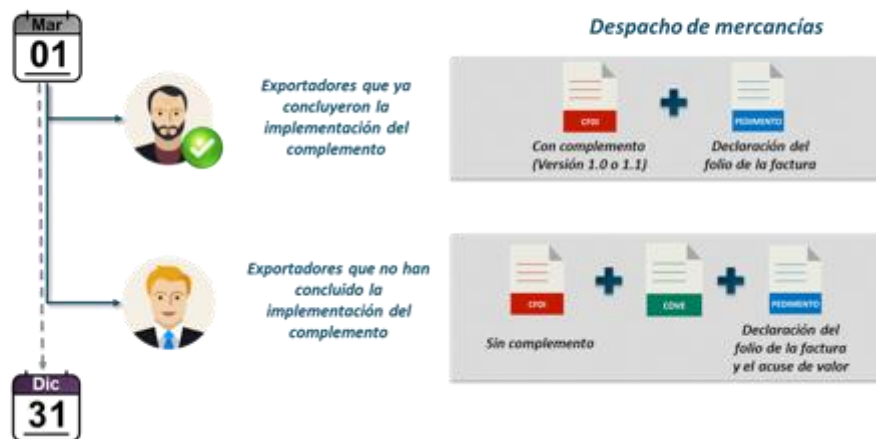 Mar
01
Despacho de mercancías
Exportadores que ya
concluyeron la
implementación del
complemento
CFDI
PEDIMENTO
Con complemento
(Versión 1.0 o 1.1)
Declaración del
folio de la factura
Exportadores que no han
concluido la
implementación del
complemento
CFDI
COVE
PEDIMENTO
Sin complemento
Declaración del
folio de la factura
y el acuse de valor
Dic
31